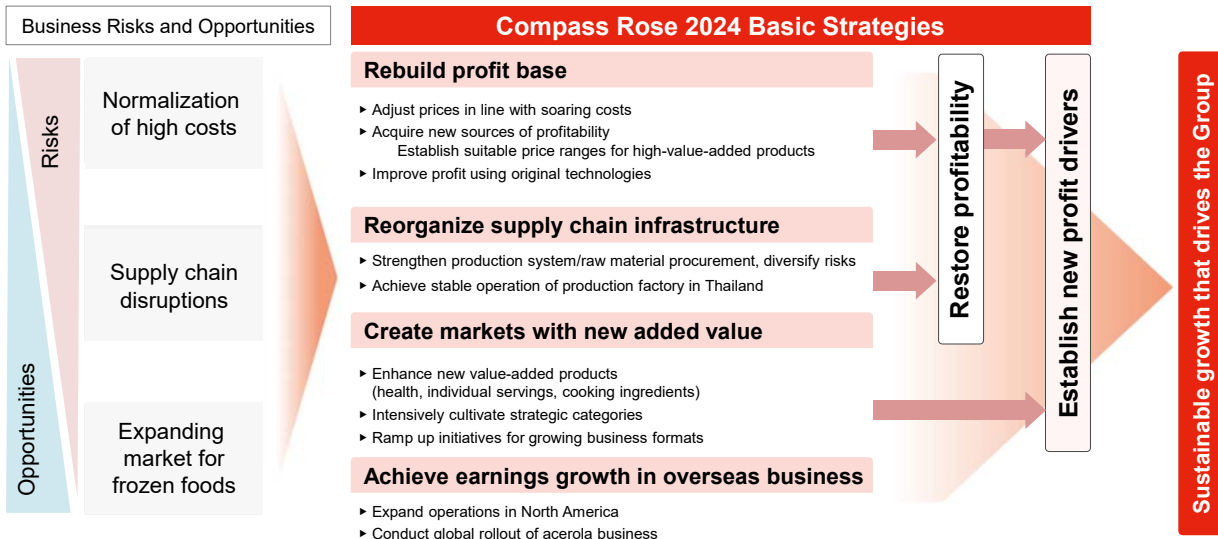 Business Risks and Opportunities
Risks
Opportunities
Normalization
of high costs
Supply chain
disruptions
Expanding
market for
frozen foods
Compass Rose 2024 Basic Strategies
Rebuild profit base
▶ Adjust prices in line with soaring costs
▶ Acquire new sources of profitability
Establish suitable price ranges for high-value-added products
▶ Improve profit using original technologies
Reorganize supply chain infrastructure
▶ Strengthen production system/raw material procurement, diversify risks
▶ Achieve stable operation of production factory in Thailand
Create markets with new added value
▶ Enhance new value-added products
(health, individual servings, cooking ingredients)
▶ Intensively cultivate strategic categories
▶ Ramp up initiatives for growing business formats
Achieve earnings growth in overseas business
▶ Expand operations in North America
▶ Conduct global rollout of acerola business
Restore profitability
Establish new profit drivers
Sustainable growth that drives the Group